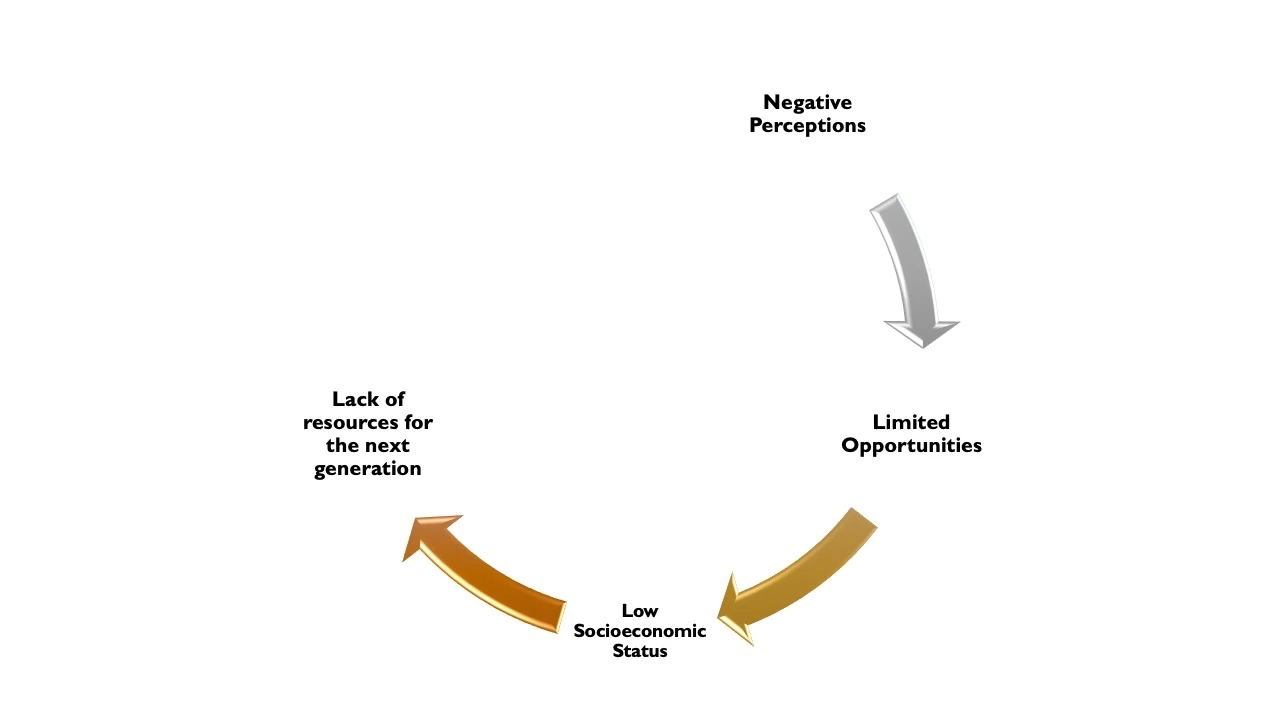 Negative
Perceptions
Limited
Opportunities
Low
Socioeconomic
Status
Lack of
resources for
the next
generation